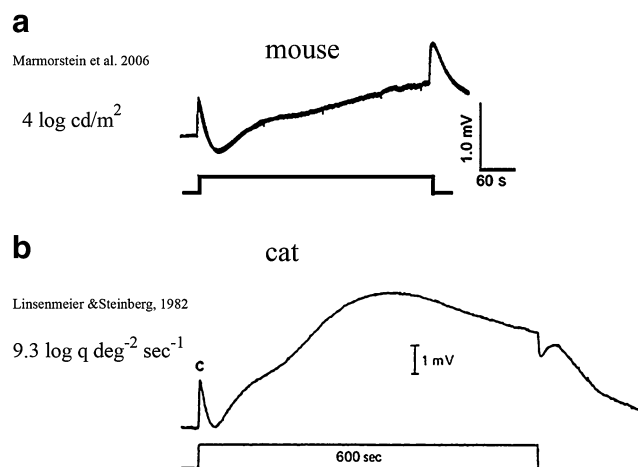 a
mouse
Marmorstein et al. 2006
4 log cd/m²
1.0 mV
60 s
b
cat
Linsenmeier &Steinberg, 1982
9.3 log q deg⁻² sec⁻¹
c
1 mV
600 sec